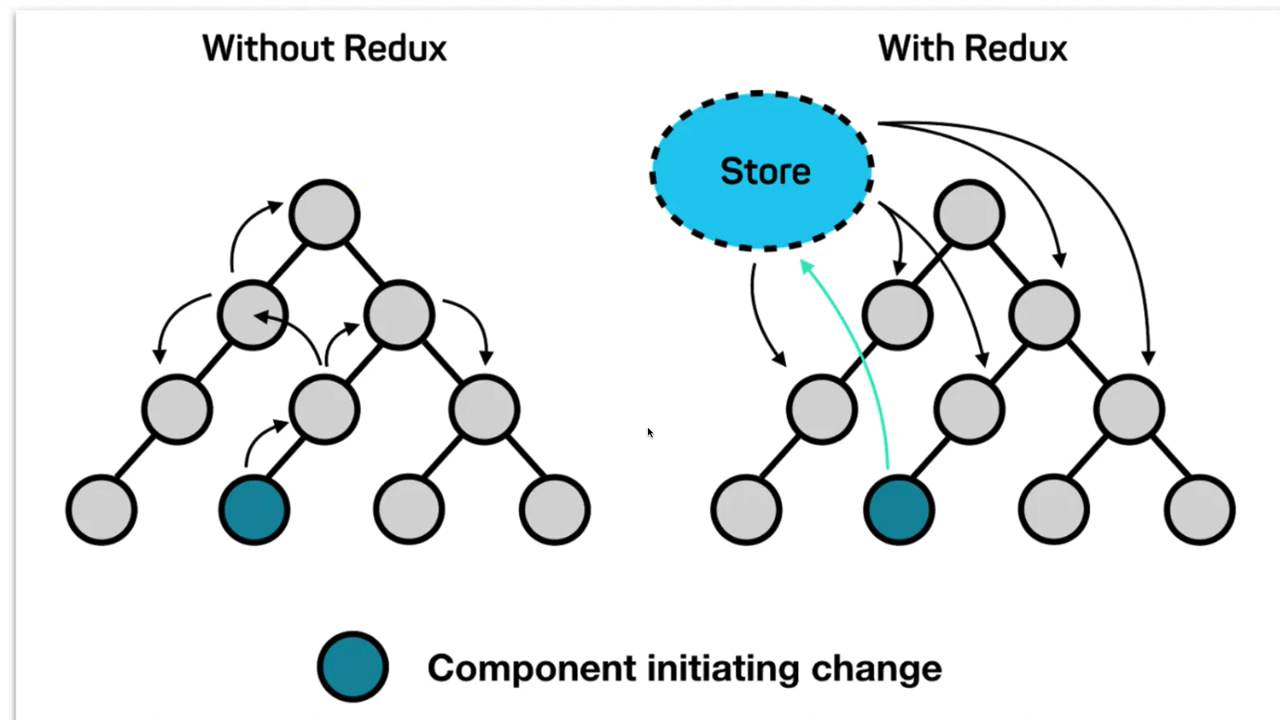 Without Redux
With Redux
Store
Component initiating change